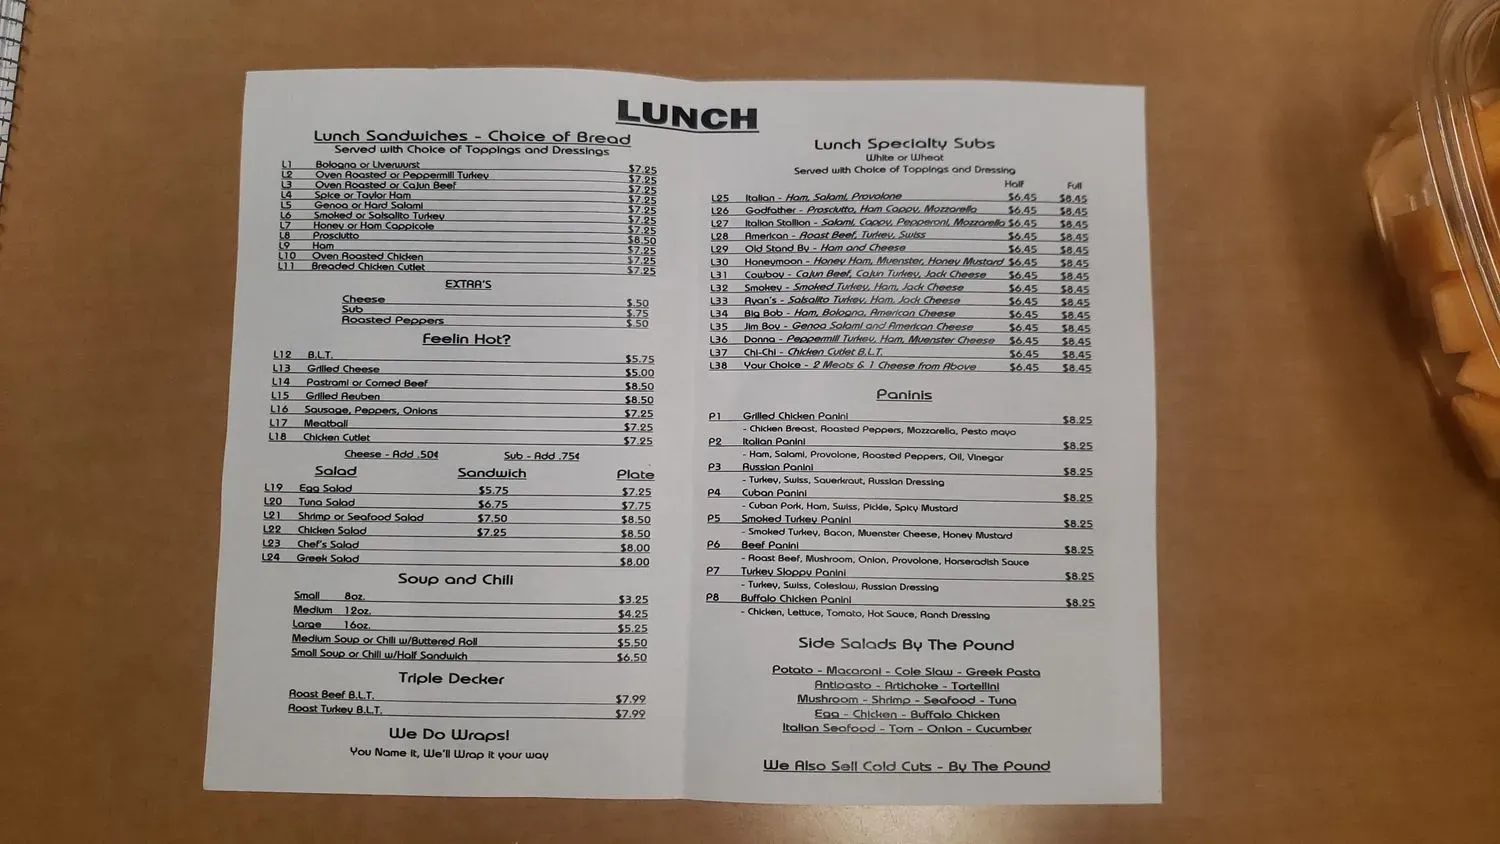 LUNCH
Lunch Sandwiches - Choice of Bread
Served with Choice of Toppings and Dressings
L1 Bologna or Liverwurst $7.25
L2 Oven Roasted or Peppermill Turkey $7.25
L3 Oven Roasted or Cajun Beef $7.25
L4 Spice or Taylor Ham $7.25
L5 Genoa or Hard Salami $7.25
L6 Smoked or Salsalito Turkey $7.25
L7 Honey or Ham Cappicole $7.25
L8 Prosciutto $8.50
L9 Ham $7.25
L10 Oven Roasted Chicken $7.25
L11 Breaded Chicken Cutlet $7.25
EXTRA'S
Cheese $.50
Sub $.75
Roasted Peppers $.50
Feelin Hot?
L12 B.L.T. $5.75
L13 Grilled Cheese $5.00
L14 Pastrami or Corned Beef $8.50
L15 Grilled Reuben $8.50
L16 Sausage, Peppers, Onions $7.25
L17 Meatball $7.25
L18 Chicken Cutlet $7.25
Cheese - Add .50¢ Sub - Add .75¢
Salad Sandwich Plate
L19 Egg Salad $5.75 $7.25
L20 Tuna Salad $6.75 $7.75
L21 Shrimp or Seafood Salad $7.50 $8.50
L22 Chicken Salad $7.25 $8.50
L23 Chef's Salad $8.00
L24 Greek Salad $8.00
Soup and Chili
Small 8oz. $3.25
Medium 12oz. $4.25
Large 16oz. $5.25
Medium Soup or Chili w/Buttered Roll $5.50
Small Soup or Chili w/Half Sandwich $6.50
Triple Decker
Roast Beef B.L.T. $7.99
Roast Turkey B.L.T. $7.99
We Do Wraps!
You Name it, We'll Wrap it your way
Lunch Specialty Subs
White or Wheat
Served with Choice of Toppings and Dressing
Half Full
L25 Italian - Ham, Salami, Provolone $6.45 $8.45
L26 Godfather - Prosciutto, Ham Cappy, Mozzarella $6.45 $8.45
L27 Italian Stallion - Salami, Cappy, Pepperoni, Mozzarella $6.45 $8.45
L28 American - Roast Beef, Turkey, Swiss $6.45 $8.45
L29 Old Stand By - Ham and Cheese $6.45 $8.45
L30 Honeymoon - Honey Ham, Muenster, Honey Mustard $6.45 $8.45
L31 Cowboy - Cajun Beef, Cajun Turkey, Jack Cheese $6.45 $8.45
L32 Smokey - Smoked Turkey, Ham, Jack Cheese $6.45 $8.45
L33 Ryan's - Salsalito Turkey, Ham, Jack Cheese $6.45 $8.45
L34 Big Bob - Ham, Bologna, American Cheese $6.45 $8.45
L35 Jim Boy - Genoa Salami and American Cheese $6.45 $8.45
L36 Donna - Peppermill Turkey, Ham, Muenster Cheese $6.45 $8.45
L37 Chi-Chi - Chicken Cutlet B.L.T. $6.45 $8.45
L38 Your Choice - 2 Meats & 1 Cheese from Above $6.45 $8.45
Paninis
P1 Grilled Chicken Panini $8.25
- Chicken Breast, Roasted Peppers, Mozzarella, Pesto mayo
P2 Italian Panini $8.25
- Ham, Salami, Provolone, Roasted Peppers, Oil, Vinegar
P3 Russian Panini $8.25
- Turkey, Swiss, Sauerkraut, Russian Dressing
P4 Cuban Panini $8.25
- Cuban Pork, Ham, Swiss, Pickle, Spicy Mustard
P5 Smoked Turkey Panini $8.25
- Smoked Turkey, Bacon, Muenster Cheese, Honey Mustard
P6 Beef Panini $8.25
- Roast Beef, Mushroom, Onion, Provolone, Horseradish Sauce
P7 Turkey Sloppy Panini $8.25
- Turkey, Swiss, Coleslaw, Russian Dressing
P8 Buffalo Chicken Panini $8.25
- Chicken, Lettuce, Tomato, Hot Sauce, Ranch Dressing
Side Salads By The Pound
Potato - Macaroni - Cole Slaw - Greek Pasta
Antipasto - Artichoke - Tortellini
Mushroom - Shrimp - Seafood - Tuna
Egg - Chicken - Buffalo Chicken
Italian Seafood - Tom - Onion - Cucumber
We Also Sell Cold Cuts - By The Pound